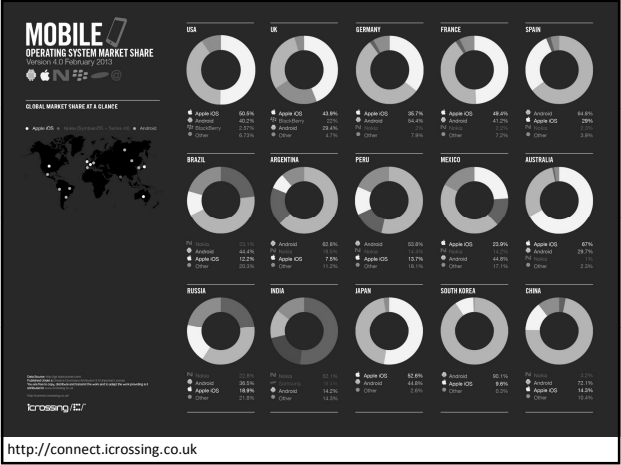 MOBILE
OPERATING SYSTEM MARKET SHARE
Version 4.0 February 2013
GLOBAL MARKET SHARE AT A GLANCE
Apple iOS
Android
USA
Apple iOS 50.5%
Android 40.2%
BlackBerry 2.57%
Other 6.73%
UK
Apple iOS 43.9%
BlackBerry 22%
Android 29.4%
Other 4.7%
GERMANY
Apple iOS 35.7%
Android 54.4%
Nokia 2%
Other 7.9%
FRANCE
Apple iOS 49.4%
Android 41.2%
Nokia 2.2%
Other 7.2%
SPAIN
Android 64.8%
Apple iOS 29%
Nokia
Other 3.9%
BRAZIL
Nokia 23.1%
Android 44.4%
Apple iOS 12.2%
Other 20.3%
ARGENTINA
Android 62.8%
Nokia
Apple iOS 7.5%
Other 11.2%
PERU
Android 53.8%
Nokia 14.4%
Apple iOS 13.7%
Other 18.1%
MEXICO
Apple iOS 23.9%
Nokia 14.2%
Android 44.8%
Other 17.1%
AUSTRALIA
Apple iOS 67%
Android 29.7%
Nokia 1%
Other 2.3%
RUSSIA
Nokia 22.8%
Android 36.5%
Apple iOS 18.9%
Other 21.8%
INDIA
Nokia 52.1%
Samsung
Android 14.2%
Other 14.3%
JAPAN
Apple iOS 52.6%
Android 44.8%
Other 2.6%
SOUTH KOREA
Android 90.1%
Apple iOS 9.6%
Other 0.3%
CHINA
Nokia 3.2%
Android 72.1%
Apple iOS 14.3%
Other 10.4%
icrossing
http://connect.icrossing.co.uk